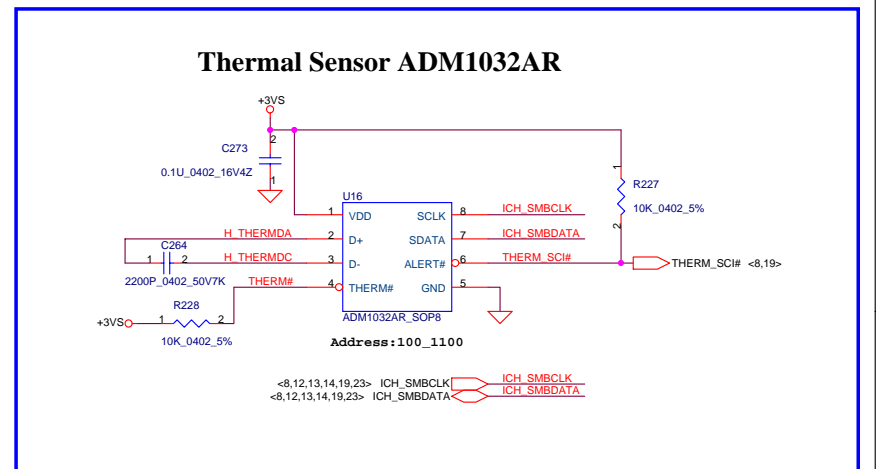 Thermal Sensor ADM1032AR
+3VS
2
C273
0.1U_0402_16V4Z
1
1
R227
10K_0402_5%
2
U16
1 VDD SCLK 8 ICH_SMBCLK
H_THERMDA 2 D+ SDATA 7 ICH_SMBDATA
C264
1 2
H_THERMDC 3 D- ALERT# 6 THERM_SCI# THERM_SCI# <8,19>
2200P_0402_50V7K
THERM# 4 THERM# GND 5
R228
+3VS 1 2
10K_0402_5%
ADM1032AR_SOP8
Address:100_1100
<8,12,13,14,19,23> ICH_SMBCLK ICH_SMBCLK
<8,12,13,14,19,23> ICH_SMBDATA ICH_SMBDATA